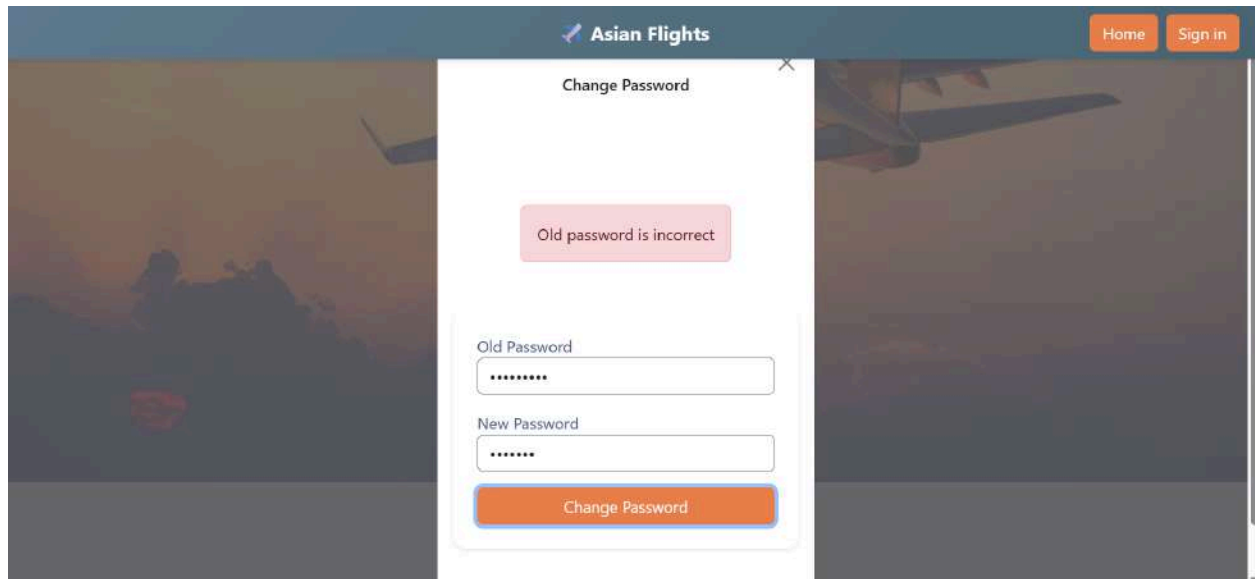 Asian Flights
Home
Sign in
Change Password
Old password is incorrect
Old Password
•••••••••
New Password
•••••••
Change Password